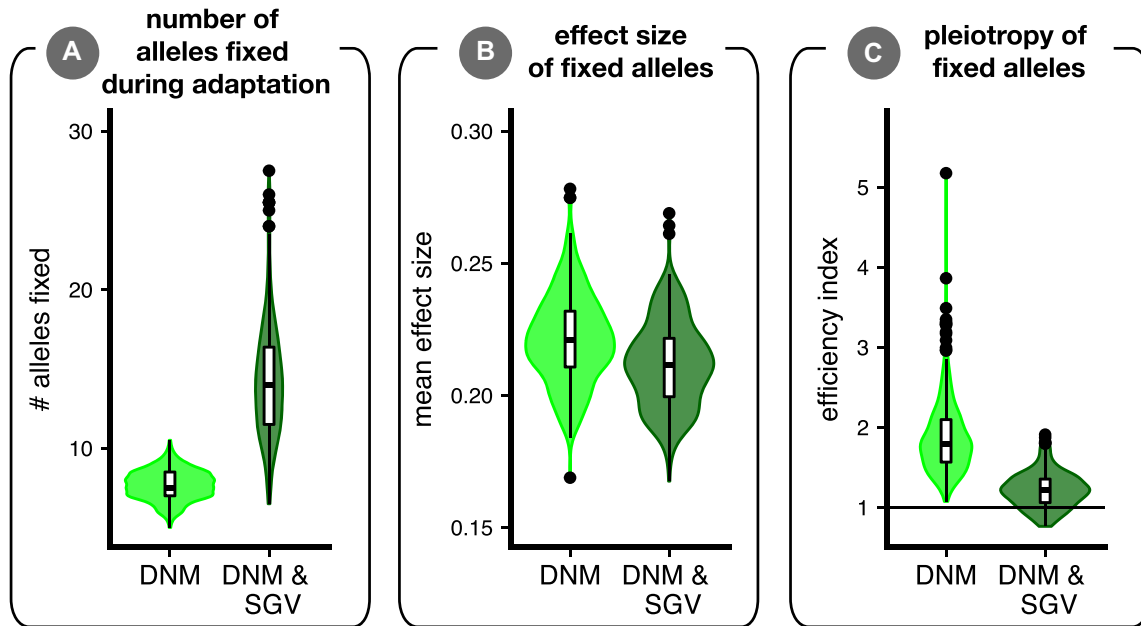 A
number of
alleles fixed
during adaptation
# alleles fixed
30
20
10
DNM
DNM &
SGV
B
effect size
of fixed alleles
mean effect size
0.30
0.25
0.20
0.15
DNM
DNM &
SGV
C
pleiotropy of
fixed alleles
efficiency index
5
4
3
2
1
DNM
DNM &
SGV